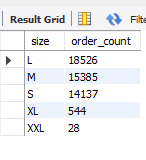 Result Grid Filte
size order_count
L 18526
M 15385
S 14137
XL 544
XXL 28